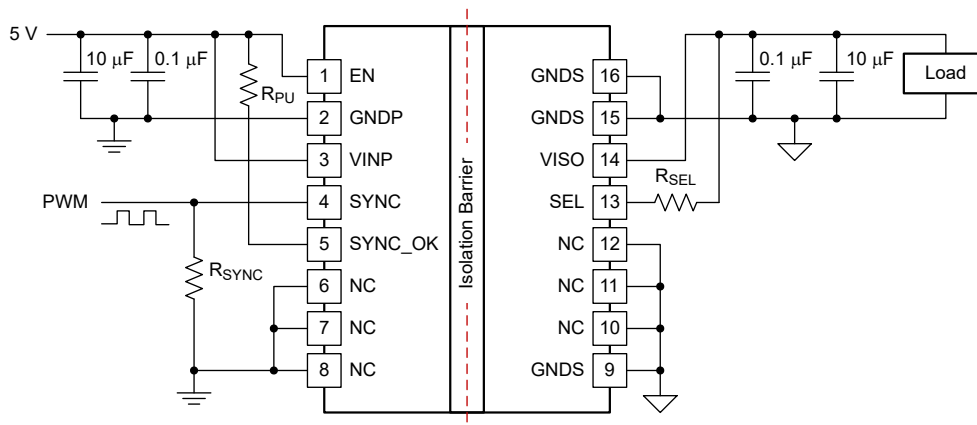 5 V
10 μF
0.1 μF
R_PU
PWM
R_SYNC
1 EN
2 GNDP
3 VINP
4 SYNC
5 SYNC_OK
6 NC
7 NC
8 NC
Isolation Barrier
GNDS 16
GNDS 15
VISO 14
SEL 13
NC 12
NC 11
NC 10
GNDS 9
R_SEL
0.1 μF
10 μF
Load